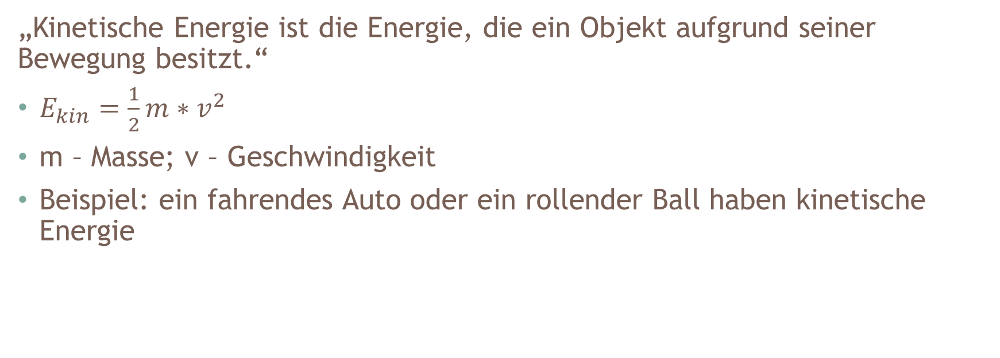 „Kinetische Energie ist die Energie, die ein Objekt aufgrund seiner
Bewegung besitzt.“
• $E_{kin} = \frac{1}{2} m * v^2$
• m – Masse; v – Geschwindigkeit
• Beispiel: ein fahrendes Auto oder ein rollender Ball haben kinetische
Energie